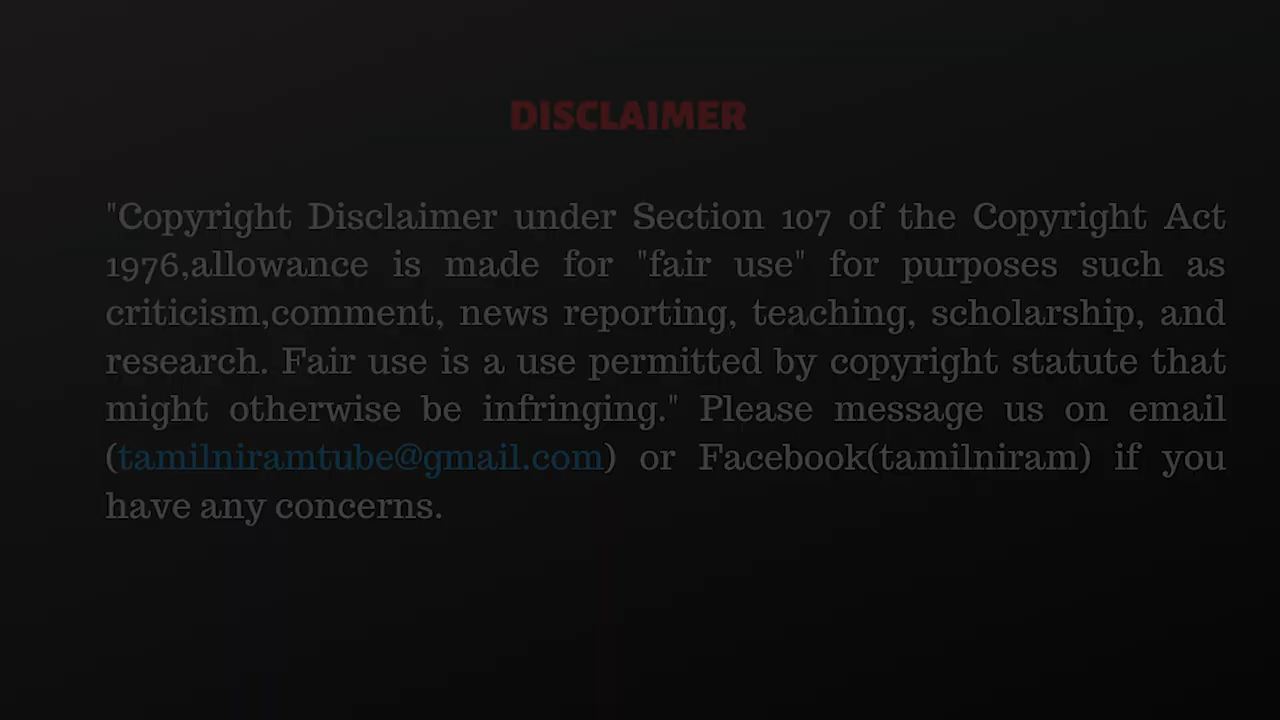 DISCLAIMER
"Copyright Disclaimer under Section 107 of the Copyright Act
1976,allowance is made for "fair use" for purposes such as
criticism,comment, news reporting, teaching, scholarship, and
research. Fair use is a use permitted by copyright statute that
might otherwise be infringing." Please message us on email
(tamilniramtube@gmail.com) or Facebook(tamilniram) if you
have any concerns.